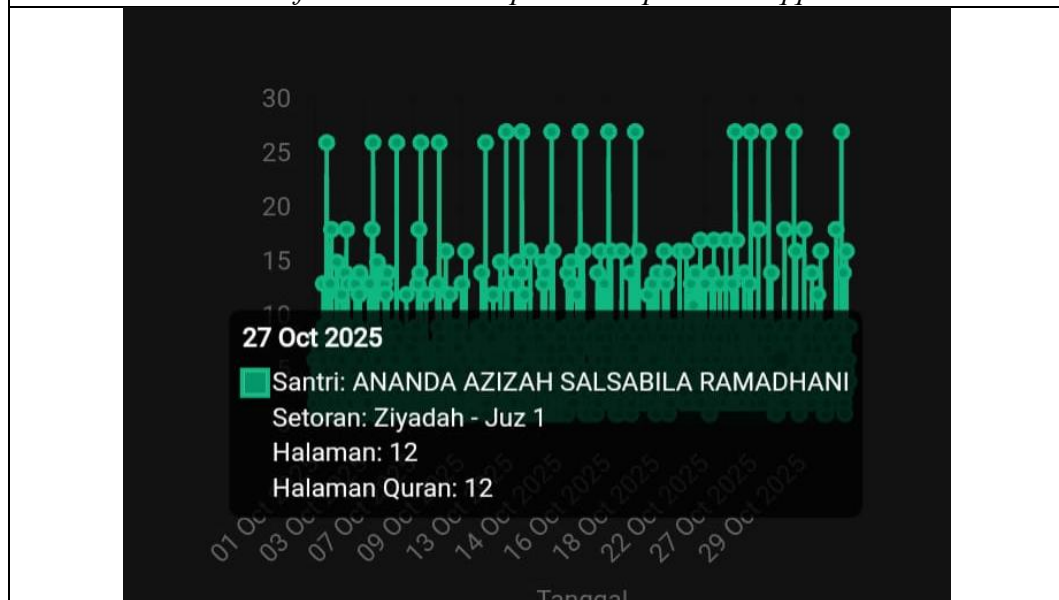 30
25
20
15
10
27 Oct 2025
Santri: ANANDA AZIZAH SALSABILA RAMADHANI
Setoran: Ziyadah - Juz 1
Halaman: 12
Halaman Quran: 12
01 Oct 2025
03 Oct 2025
07 Oct 2025
09 Oct 2025
13 Oct 2025
14 Oct 2025
16 Oct 2025
18 Oct 2025
22 Oct 2025
27 Oct 2025
29 Oct 2025
Tanggal